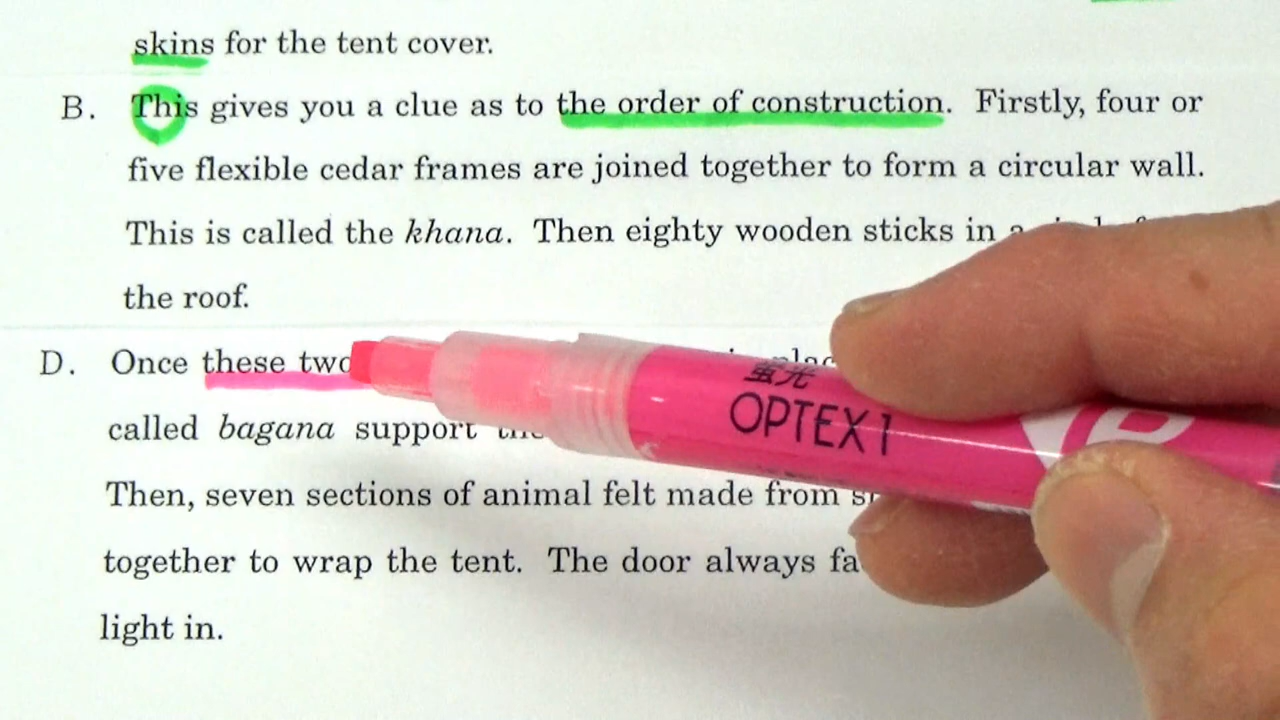 skins for the tent cover.
B. This gives you a clue as to the order of construction. Firstly, four or
five flexible cedar frames are joined together to form a circular wall.
This is called the khana. Then eighty wooden sticks in a
the roof.
D. Once these two
called bagana support
Then, seven sections of animal felt made from
together to wrap the tent. The door always
light in.
蛍光
OPTEX 1